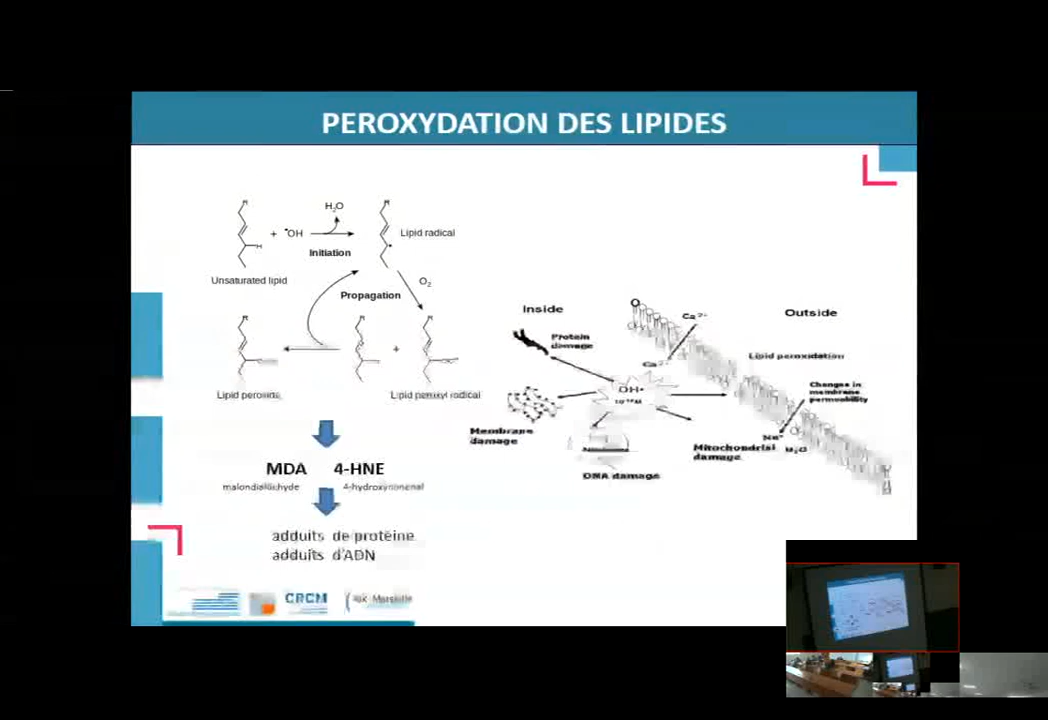 PEROXYDATION DES LIPIDES
H₂O
+ •OH
Lipid radical
Initiation
Unsaturated lipid
O₂
Propagation
+
Lipid peroxide
Lipid peroxyl radical
MDA 4-HNE
4-hydroxynonenal
adduits de protéine
adduits d'ADN
Inside
Outside
Ca²⁺
Protein
damage
Ca²⁺
Lipid peroxidation
OH•
Changes in
membrane
permeability
Membrane
damage
Na⁺
Mitochondrial
damage
H₂O
DNA damage
CRCM